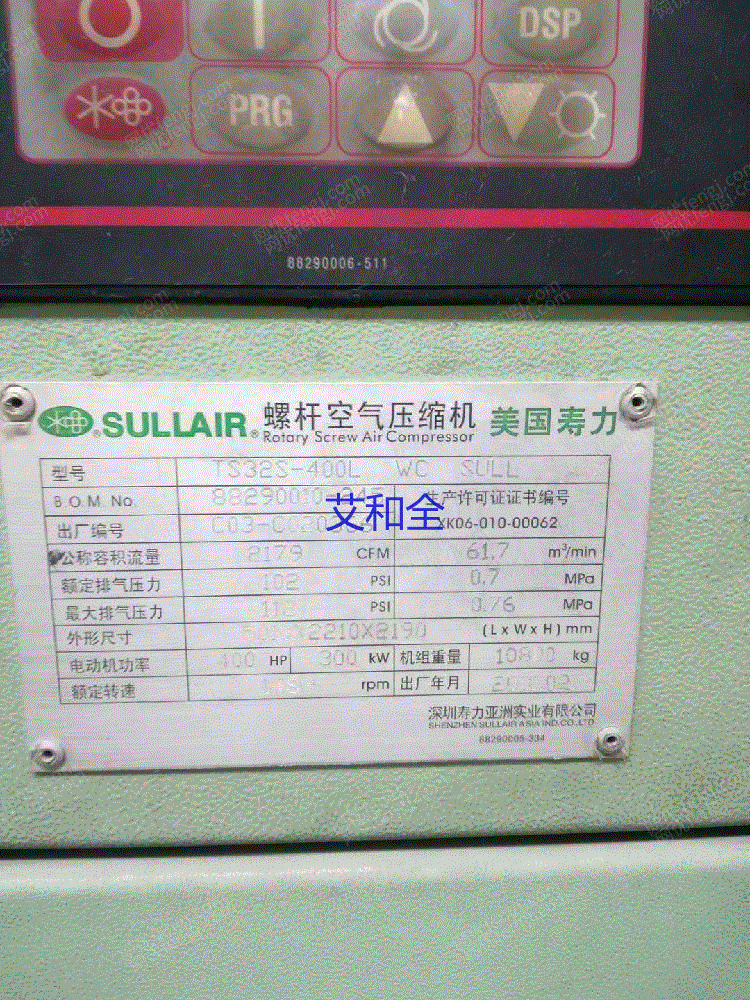 DSP
PRG
88290006-511
SULLAIR® 螺杆空气压缩机 美国寿力
Rotary Screw Air Compressor
型号 TS32S-400L WC SULL
B.O.M. No. 生产许可证证书编号
出厂编号 XK06-010-00062
艾和全
公称容积流量 2179 CFM 61.7 m³/min
额定排气压力 102 PSI 0.7 MPa
最大排气压力 PSI 0.76 MPa
外形尺寸 X2210X2190 (LxWxH)mm
电动机功率 400 HP 300 kW 机组重量 kg
额定转速 rpm 出厂年月
深圳寿力亚洲实业有限公司
SHENZHEN SULLAIR ASIA IND.CO.,LTD
88290005-334